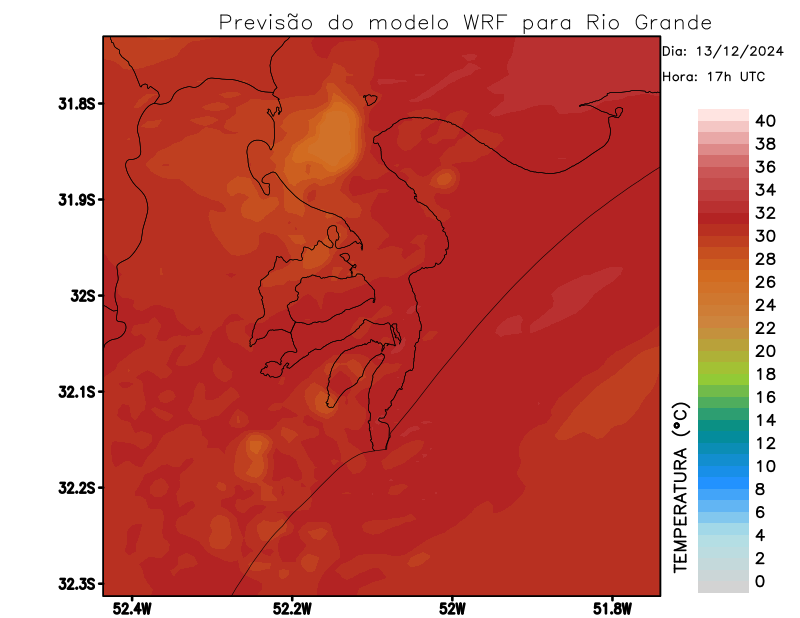 Previsão do modelo WRF para Rio Grande
Dia: 13/12/2024
Hora: 17h UTC
31.8S
31.9S
32S
32.1S
32.2S
32.3S
52.4W
52.2W
52W
51.8W
40
38
36
34
32
30
28
26
24
22
20
18
16
14
12
10
8
6
4
2
0
TEMPERATURA (°C)